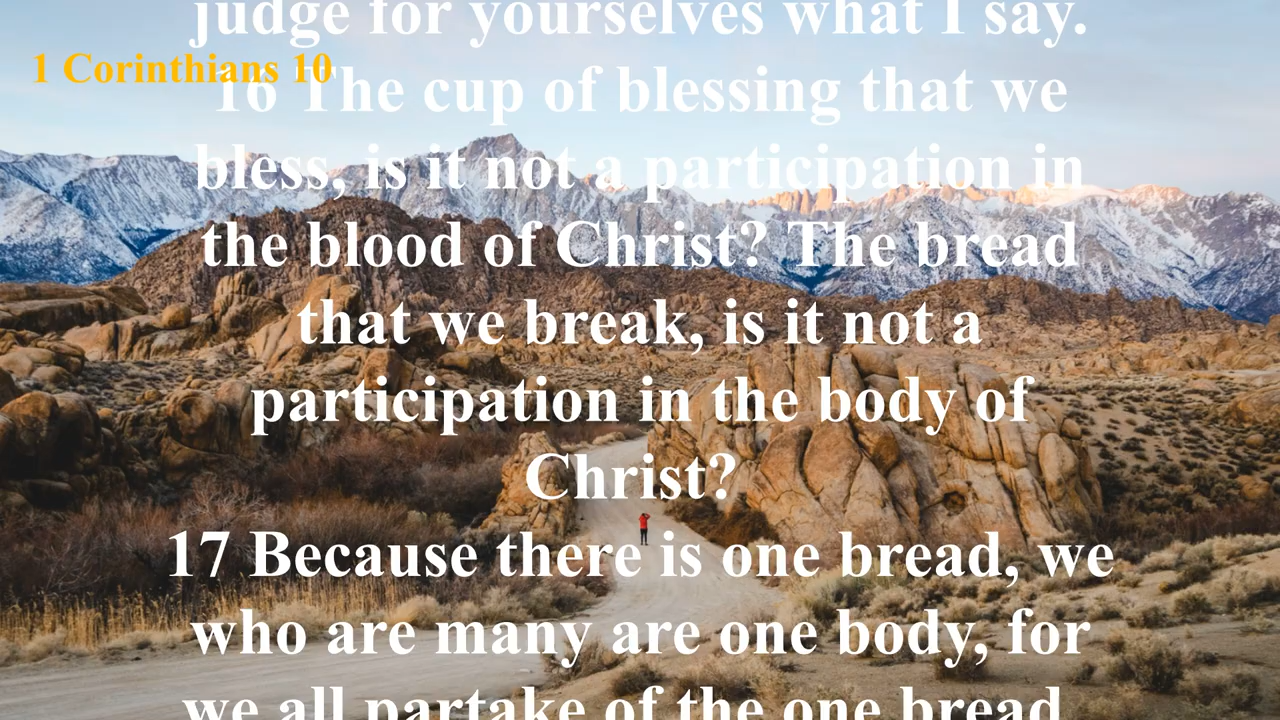 judge for yourselves what I say.
1 Corinthians 10
16 The cup of blessing that we
bless, is it not a participation in
the blood of Christ? The bread
that we break, is it not a
participation in the body of
Christ?
17 Because there is one bread, we
who are many are one body, for
we all partake of the one bread